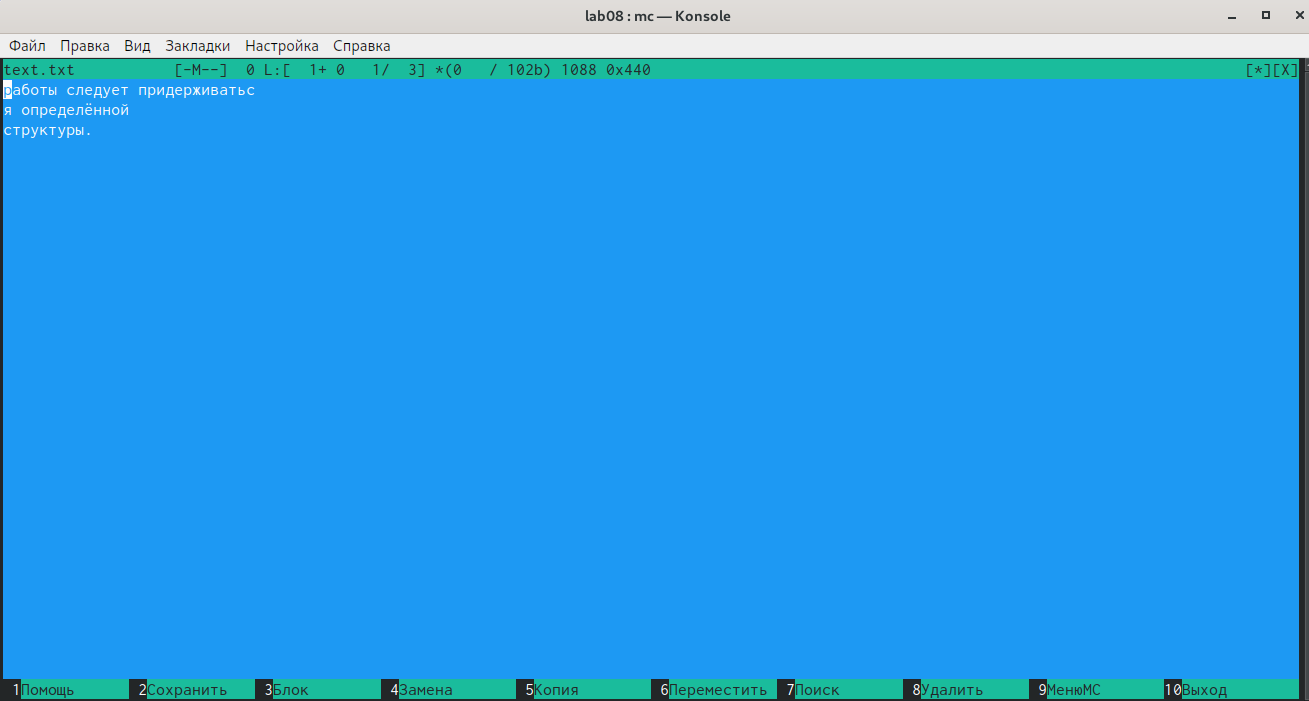 lab08 : mc — Konsole
Файл Правка Вид Закладки Настройка Справка
text.txt [-M--] 0 L:[ 1+ 0 1/ 3] *(0 / 102b) 1088 0x440 [*][X]
работы следует придерживатьс
я определённой
структуры.
1Помощь 2Сохранить 3Блок 4Замена 5Копия 6Переместить 7Поиск 8Удалить 9МенюMC 10Выход